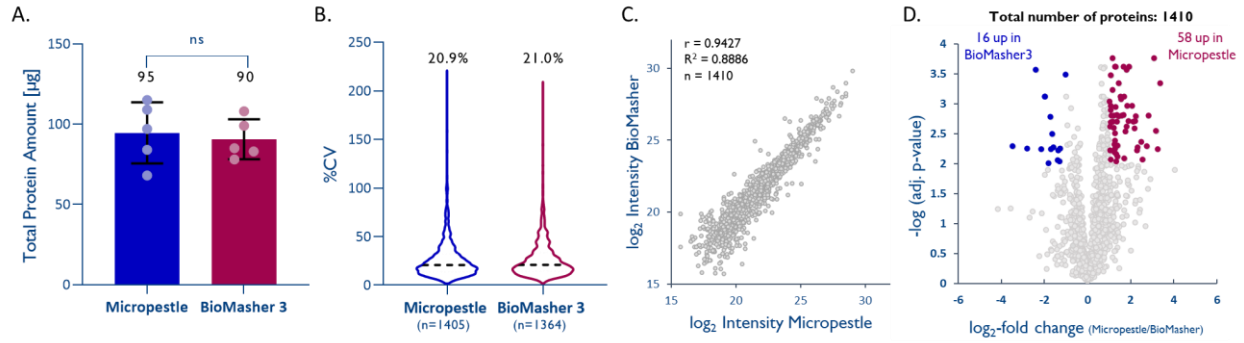 A.
ns
95
90
Total Protein Amount [µg]
150
100
50
0
Micropestle
BioMasher 3
B.
20.9%
21.0%
%CV
250
200
150
100
50
0
Micropestle
(n=1405)
BioMasher 3
(n=1364)
C.
r = 0.9427
R² = 0.8886
n = 1410
log₂ Intensity BioMasher
30
25
20
15
15
20
25
30
log₂ Intensity Micropestle
D.
Total number of proteins: 1410
16 up in
BioMasher3
58 up in
Micropestle
-log (adj. p-value)
4
3.5
3
2.5
2
1.5
1
0.5
0
-6
-4
-2
0
2
4
6
log₂-fold change (Micropestle/BioMasher)